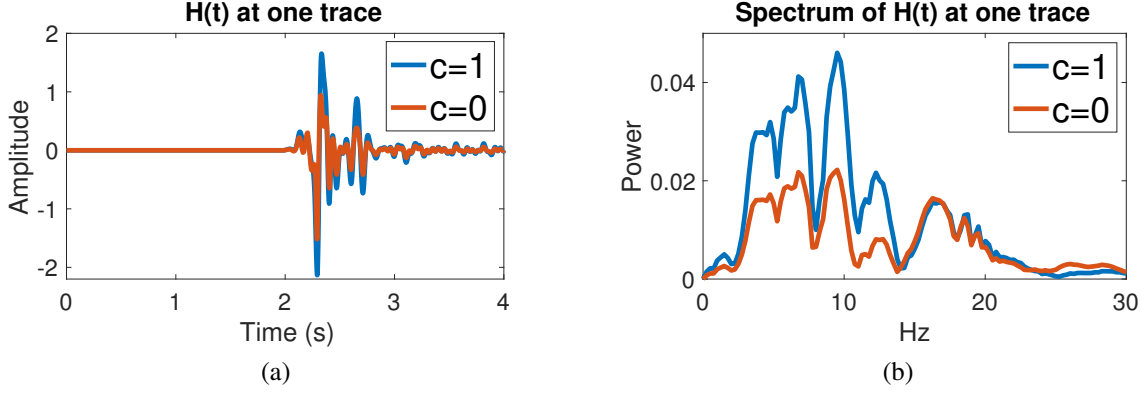 H(t) at one trace
2
1
0
-1
-2
Amplitude
c=1
c=0
0 1 2 3 4
Time (s)
(a)
Spectrum of H(t) at one trace
0.04
0.02
0
Power
c=1
c=0
0 10 20 30
Hz
(b)